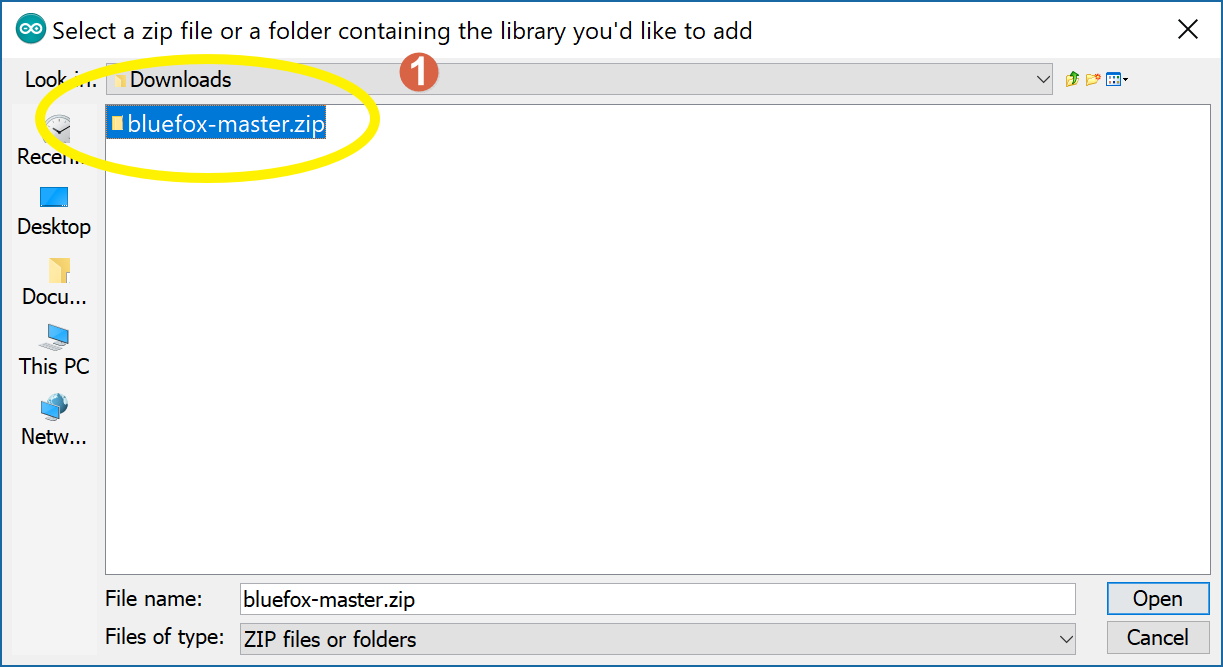 Select a zip file or a folder containing the library you'd like to add
Look in:
Downloads
1
bluefox-master.zip
Recen...
Desktop
Docu...
This PC
Netw...
File name:
bluefox-master.zip
Open
Files of type:
ZIP files or folders
Cancel